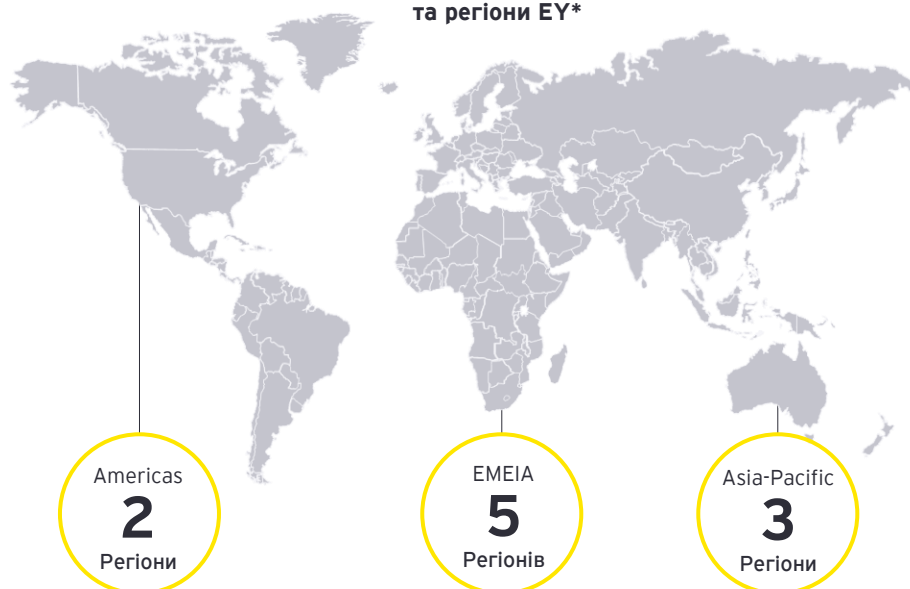 та регіони EY*
Americas
2
Регіони
EMEIA
5
Регіонів
Asia-Pacific
3
Регіони